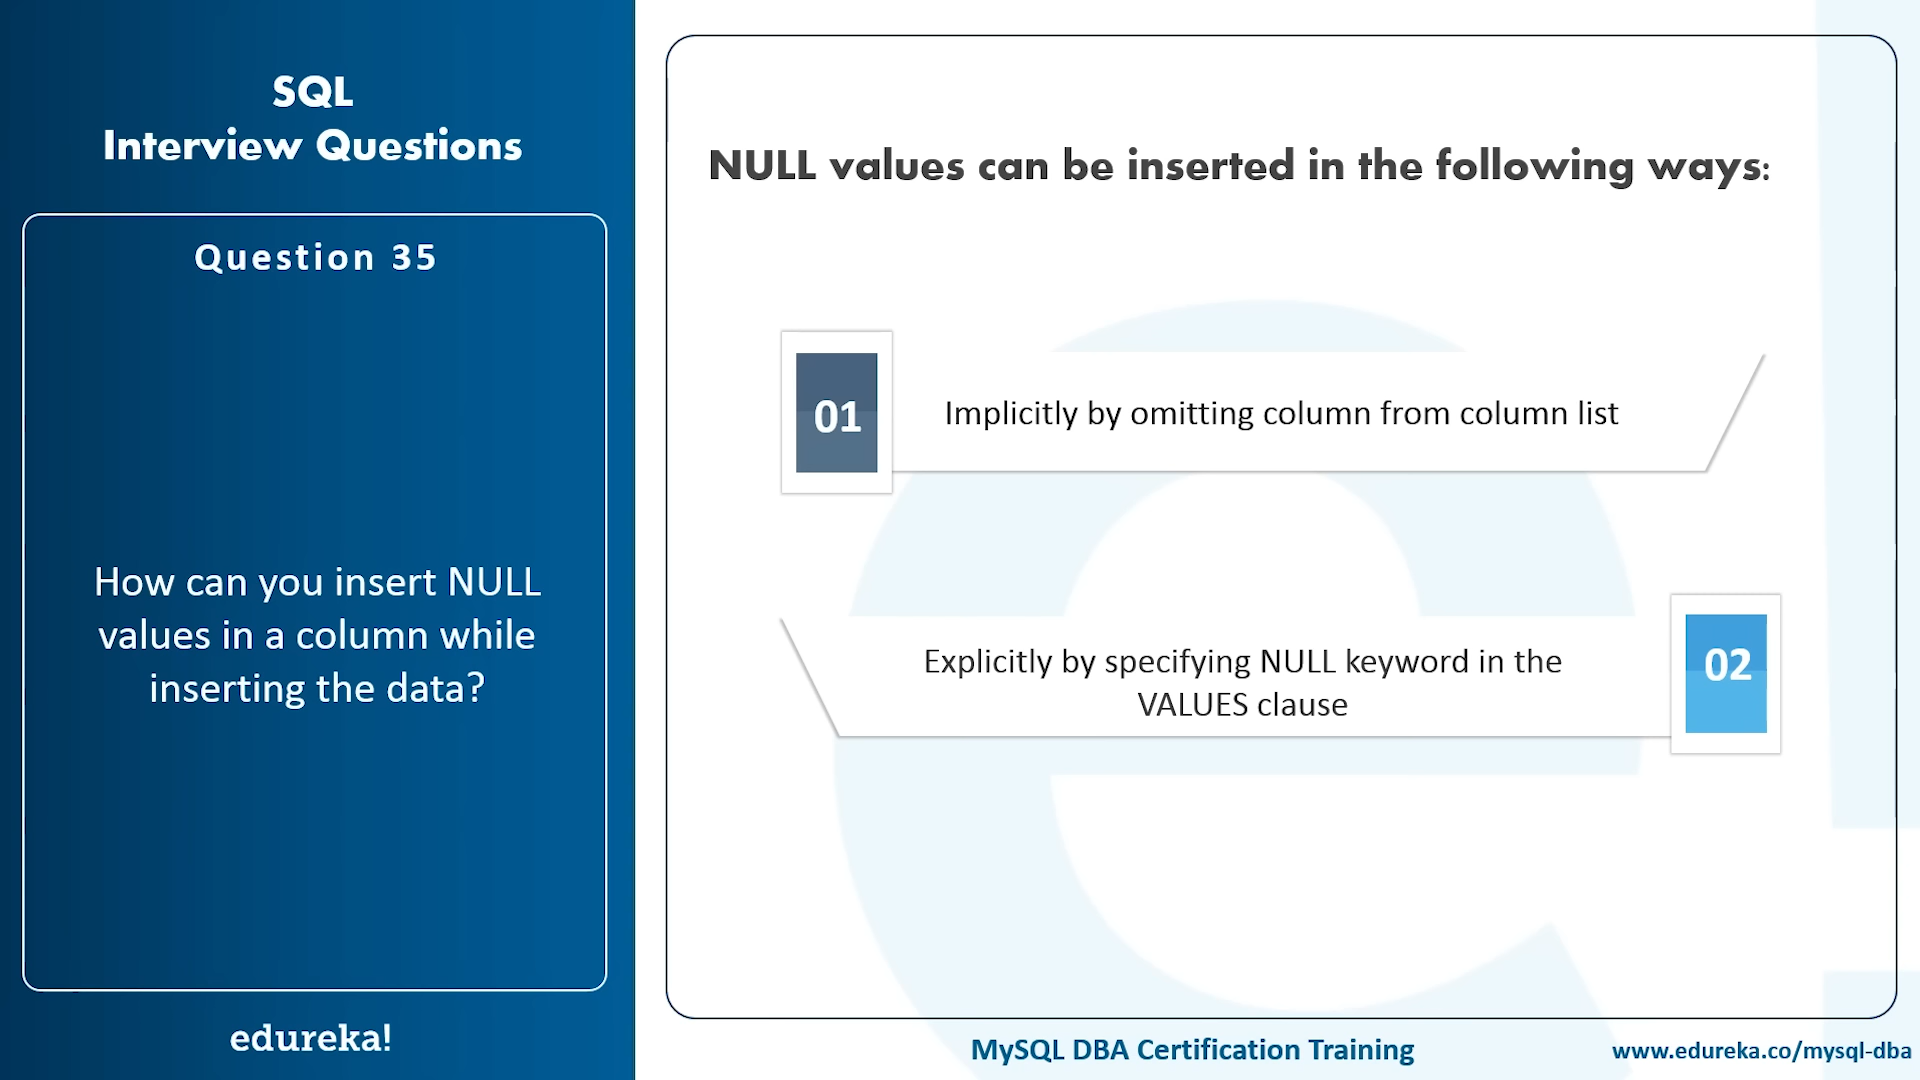 SQL
Interview Questions
Question 35
How can you insert NULL
values in a column while
inserting the data?
edureka!
NULL values can be inserted in the following ways:
01
Implicitly by omitting column from column list
Explicitly by specifying NULL keyword in the
VALUES clause
02
MySQL DBA Certification Training
www.edureka.co/mysql-dba